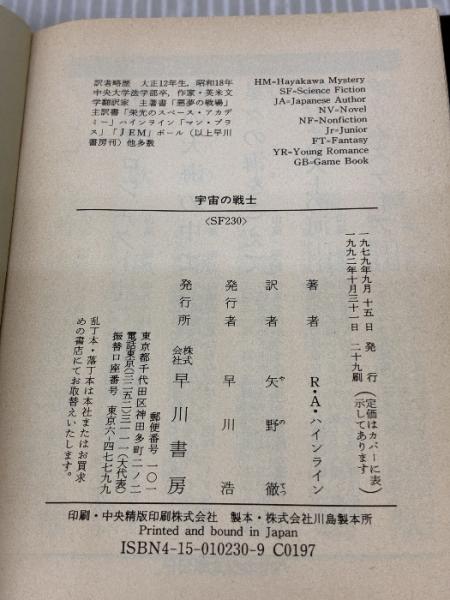 訳者略歴 大正12年生,昭和18年
中央大学法学部卒,作家・英米文
学翻訳家 主著書「悪夢の戦場」
主訳書「栄光のスペース・アカデ
ミー」ハインライン「マン・プラ
ス」「JEM」ポール(以上早川
書房刊)他多数
HM=Hayakawa Mystery
SF=Science Fiction
JA=Japanese Author
NV=Novel
NF=Nonfiction
Jr=Junior
FT=Fantasy
YR=Young Romance
GB=Game Book
宇宙の戦士
〈SF230〉
一九七九年九月十五日 発行
一九九二年十月三十一日 二十九刷
(定価はカバーに表
示してあります)
著者 R・A・ハインライン
訳者 矢野徹
や の てつ
発行者 早川浩
発行所 株式会社 早川書房
郵便番号 一〇一
東京都千代田区神田多町二ノ二
電話東京(三二五二)三一一一(大代表)
振替口座番号 東京六-四七七九九
乱丁本・落丁本は本社またはお買求
めの書店にてお取替えいたします。
印刷・中央精版印刷株式会社 製本・株式会社川島製本所
Printed and bound in Japan
ISBN4-15-010230-9 C0197